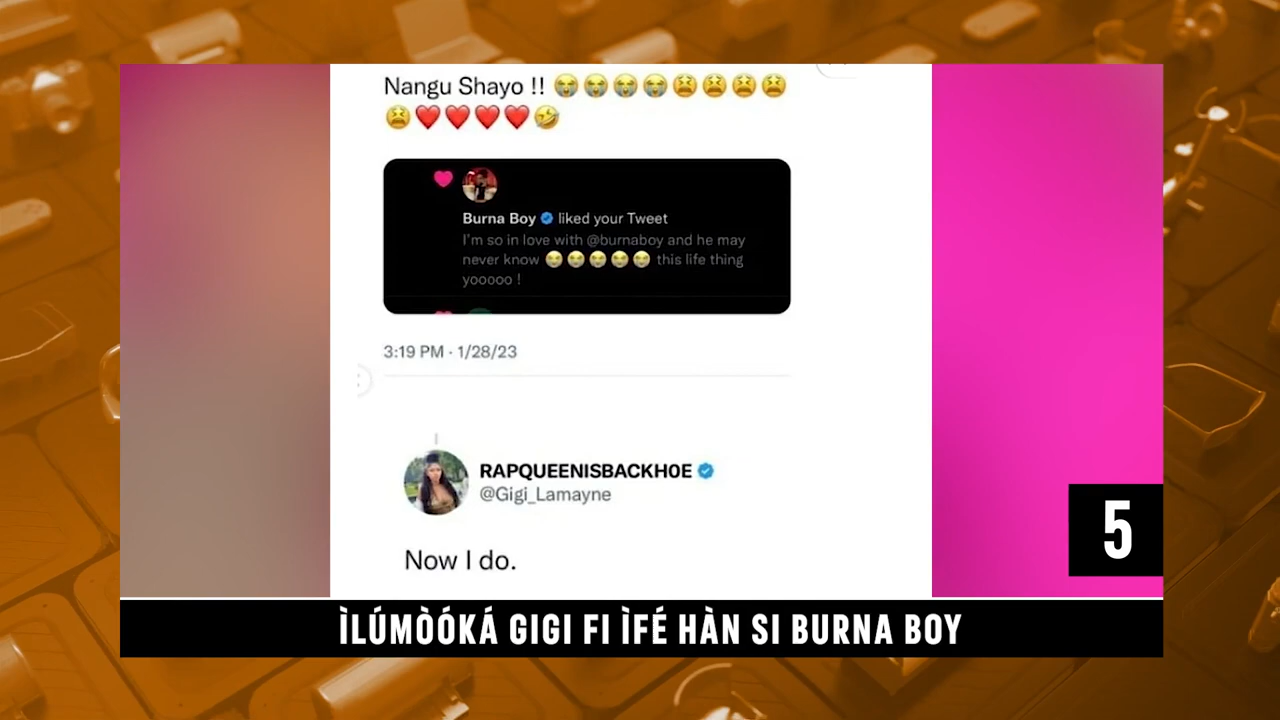 Nangu Shayo !! 😭😭😭😭😫😫😫😫
😫❤️❤️❤️❤️🤣
Burna Boy liked your Tweet
I'm so in love with @burnaboy and he may
never know 😭😭😭😭😭 this life thing
yooooo !
3:19 PM · 1/28/23
RAPQUEENISBACKH0E
@Gigi_Lamayne
Now I do.
5
ÌLÚMÒÓKÁ GIGI FI ÌFÉ HÀN SI BURNA BOY